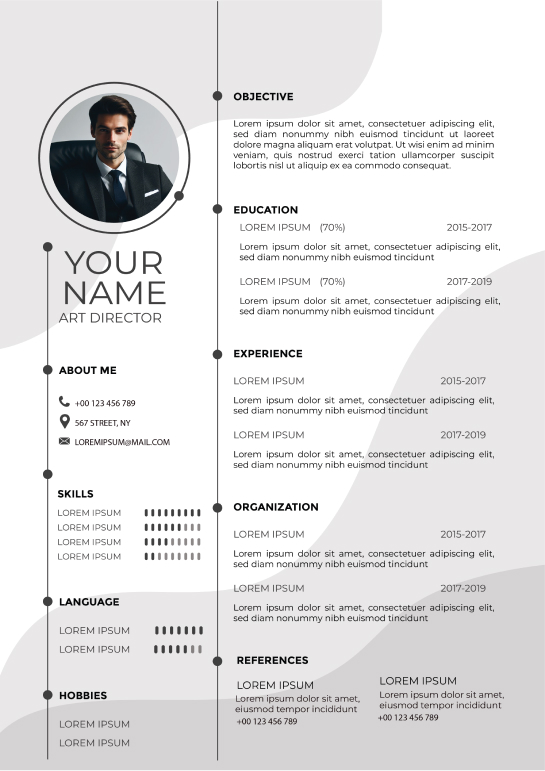 YOUR
NAME
ART DIRECTOR
ABOUT ME
+00 123 456 789
567 STREET, NY
LOREMIPSUM@MAIL.COM
SKILLS
LOREM IPSUM
LOREM IPSUM
LOREM IPSUM
LOREM IPSUM
LANGUAGE
LOREM IPSUM
LOREM IPSUM
HOBBIES
LOREM IPSUM
LOREM IPSUM
OBJECTIVE
Lorem ipsum dolor sit amet, consectetuer adipiscing elit,
sed diam nonummy nibh euismod tincidunt ut laoreet
dolore magna aliquam erat volutpat. Ut wisi enim ad minim
veniam, quis nostrud exerci tation ullamcorper suscipit
lobortis nisl ut aliquip ex ea commodo consequat.
EDUCATION
LOREM IPSUM (70%) 2015-2017
Lorem ipsum dolor sit amet, consectetuer adipiscing elit,
sed diam nonummy nibh euismod tincidunt
LOREM IPSUM (70%) 2017-2019
Lorem ipsum dolor sit amet, consectetuer adipiscing elit,
sed diam nonummy nibh euismod tincidunt
EXPERIENCE
LOREM IPSUM 2015-2017
Lorem ipsum dolor sit amet, consectetuer adipiscing elit,
sed diam nonummy nibh euismod tincidunt
LOREM IPSUM 2017-2019
Lorem ipsum dolor sit amet, consectetuer adipiscing elit,
sed diam nonummy nibh euismod tincidunt
ORGANIZATION
LOREM IPSUM 2015-2017
Lorem ipsum dolor sit amet, consectetuer adipiscing elit,
sed diam nonummy nibh euismod tincidunt
LOREM IPSUM 2017-2019
Lorem ipsum dolor sit amet, consectetuer adipiscing elit,
sed diam nonummy nibh euismod tincidunt
REFERENCES
LOREM IPSUM
Lorem ipsum dolor sit amet,
eiusmod tempor incididunt
+00 123 456 789
LOREM IPSUM
Lorem ipsum dolor sit amet,
eiusmod tempor incididunt
+00 123 456 789